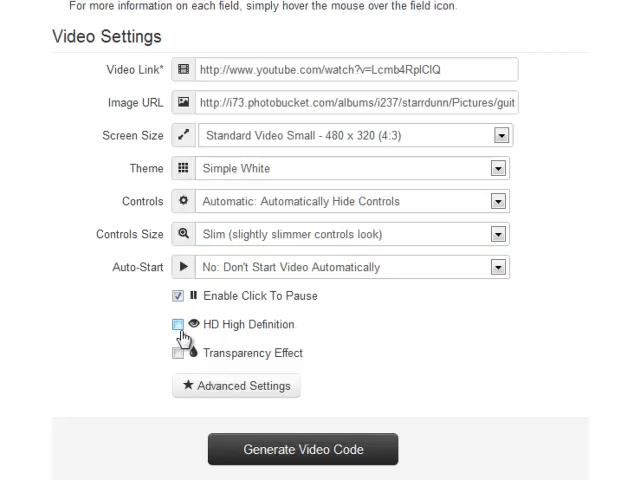 For more information on each field, simply hover the mouse over the field icon.
Video Settings
Video Link* http://www.youtube.com/watch?v=Lcmb4RplClQ
Image URL http://i73.photobucket.com/albums/i237/starrdunn/Pictures/guit
Screen Size Standard Video Small - 480 x 320 (4:3)
Theme Simple White
Controls Automatic: Automatically Hide Controls
Controls Size Slim (slightly slimmer controls look)
Auto-Start No: Don't Start Video Automatically
Enable Click To Pause
HD High Definition
Transparency Effect
Advanced Settings
Generate Video Code